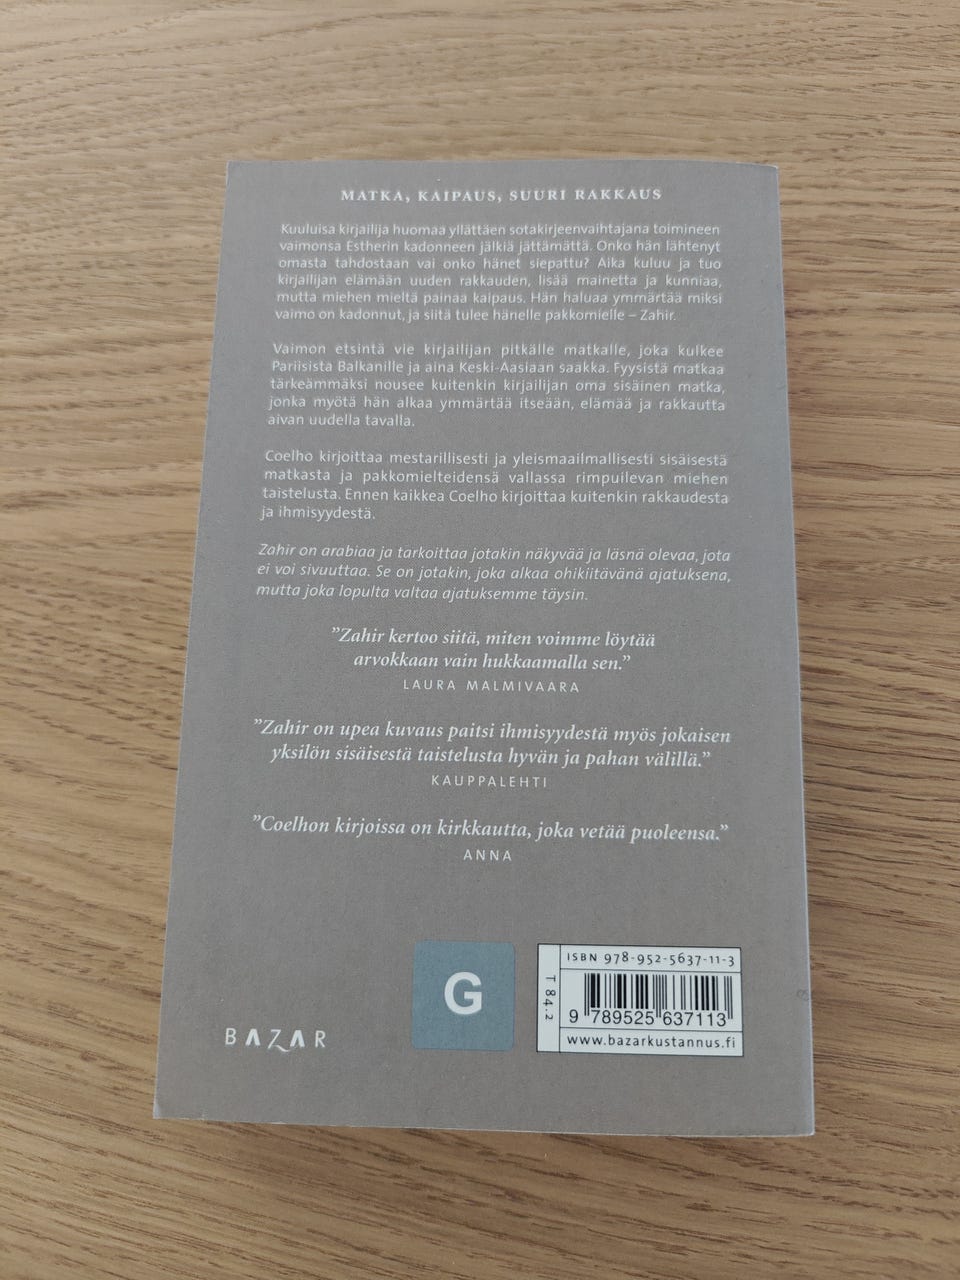 MATKA, KAIPAUS, SUURI RAKKAUS
Kuuluisa kirjailija huomaa yllättäen sotakirjeenvaihtajana toimineen
vaimonsa Estherin kadonneen jälkiä jättämättä. Onko hän lähtenyt
omasta tahdostaan vai onko hänet siepattu? Aika kuluu ja tuo
kirjailijan elämään uuden rakkauden, lisää mainetta ja kunniaa,
mutta miehen mieltä painaa kaipaus. Hän haluaa ymmärtää miksi
vaimo on kadonnut, ja siitä tulee hänelle pakkomielle – Zahir.
Vaimon etsintä vie kirjailijan pitkälle matkalle, joka kulkee
Pariisista Balkanille ja aina Keski-Aasiaan saakka. Fyysistä matkaa
tärkeämmäksi nousee kuitenkin kirjailijan oma sisäinen matka,
jonka myötä hän alkaa ymmärtää itseään, elämää ja rakkautta
aivan uudella tavalla.
Coelho kirjoittaa mestarillisesti ja yleismaailmallisesti sisäisestä
matkasta ja pakkomielteidensä vallassa rimpuilevan miehen
taistelusta. Ennen kaikkea Coelho kirjoittaa kuitenkin rakkaudesta
ja ihmisyydestä.
Zahir on arabiaa ja tarkoittaa jotakin näkyvää ja läsnä olevaa, jota
ei voi sivuuttaa. Se on jotakin, joka alkaa ohikiitävänä ajatuksena,
mutta joka lopulta valtaa ajatuksemme täysin.
”Zahir kertoo siitä, miten voimme löytää
arvokkaan vain hukkaamalla sen.”
LAURA MALMIVAARA
”Zahir on upea kuvaus paitsi ihmisyydestä myös jokaisen
yksilön sisäisestä taistelusta hyvän ja pahan välillä.”
KAUPPALEHTI
”Coelhon kirjoissa on kirkkautta, joka vetää puoleensa.”
ANNA
BAZAR
G
T 84.2
ISBN 978-952-5637-11-3
9 789525 637113
www.bazarkustannus.fi